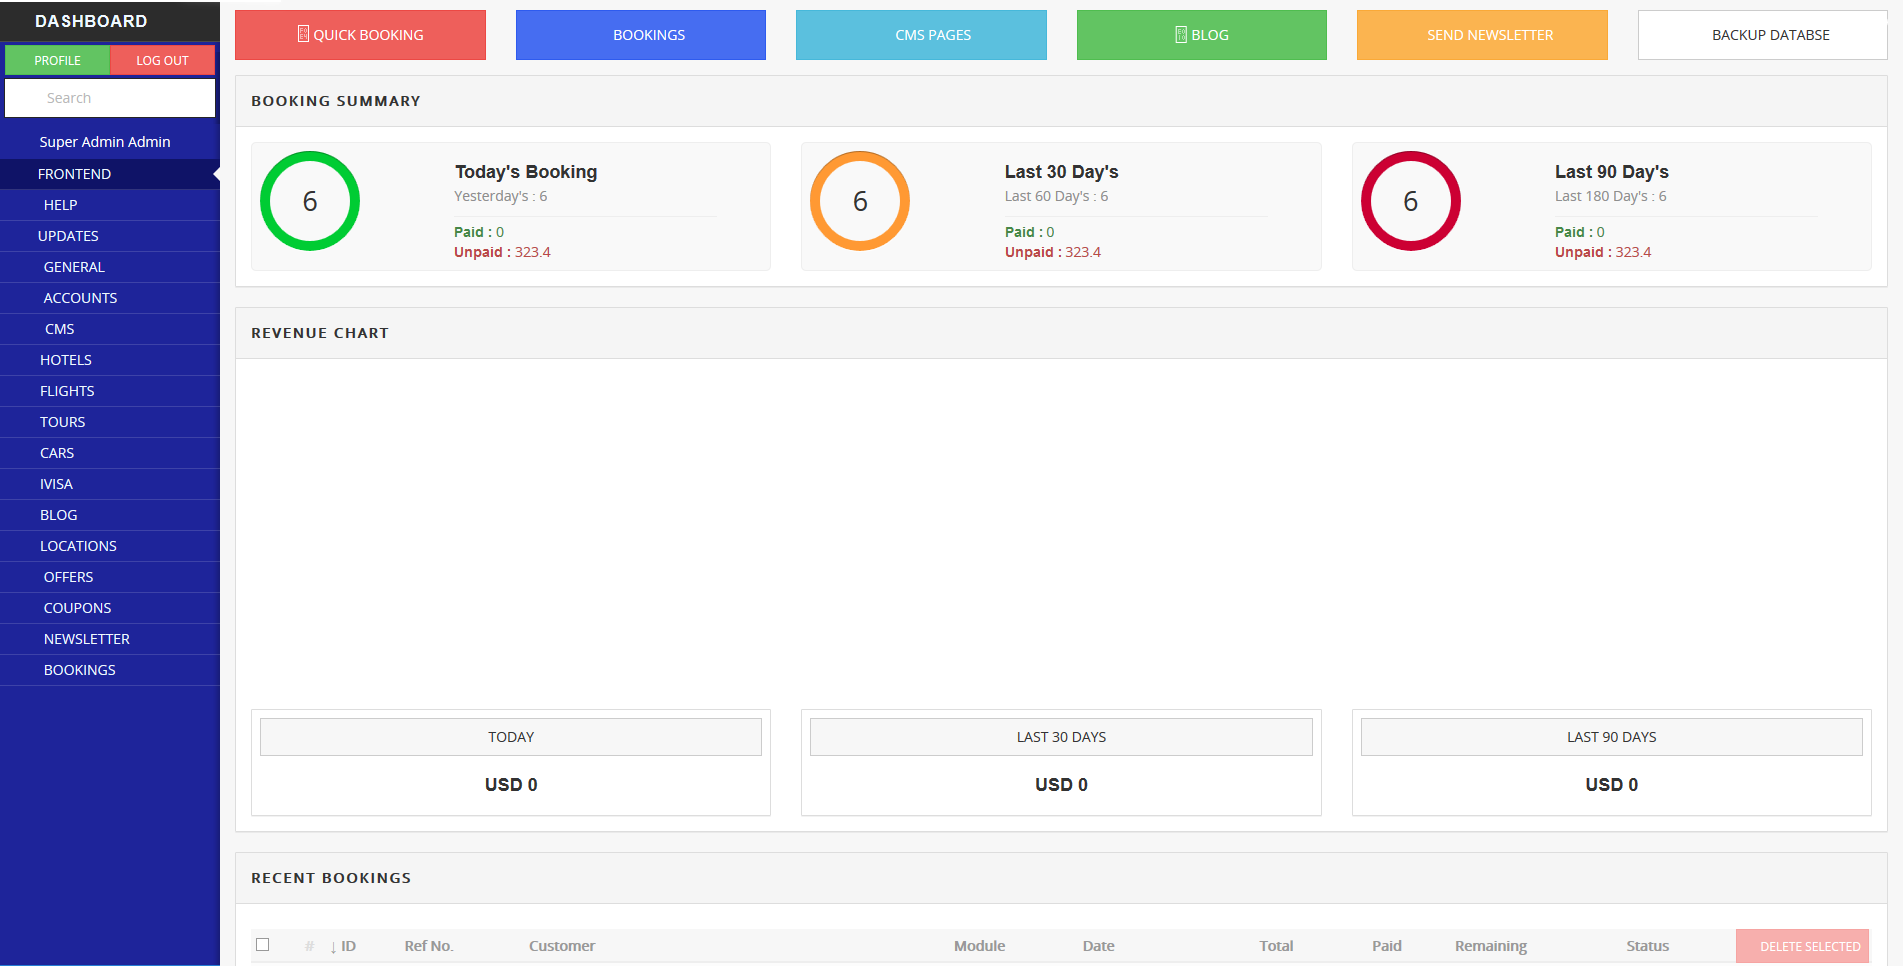 DASHBOARD
PROFILE
LOG OUT
Search
Super Admin Admin
FRONTEND
HELP
UPDATES
GENERAL
ACCOUNTS
CMS
HOTELS
FLIGHTS
TOURS
CARS
IVISA
BLOG
LOCATIONS
OFFERS
COUPONS
NEWSLETTER
BOOKINGS
QUICK BOOKING
BOOKINGS
CMS PAGES
BLOG
SEND NEWSLETTER
BACKUP DATABSE
BOOKING SUMMARY
6
Today's Booking
Yesterday's : 6
Paid : 0
Unpaid : 323.4
6
Last 30 Day's
Last 60 Day's : 6
Paid : 0
Unpaid : 323.4
6
Last 90 Day's
Last 180 Day's : 6
Paid : 0
Unpaid : 323.4
REVENUE CHART
TODAY
USD 0
LAST 30 DAYS
USD 0
LAST 90 DAYS
USD 0
RECENT BOOKINGS
# ↓ ID Ref No. Customer Module Date Total Paid Remaining Status DELETE SELECTED